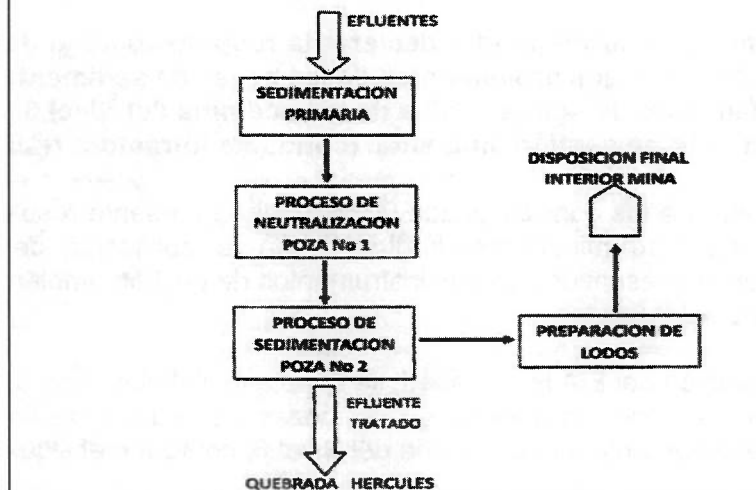 EFLUENTES
SEDIMENTACION
PRIMARIA
PROCESO DE
NEUTRALIZACION
POZA No 1
PROCESO DE
SEDIMENTACION
POZA No 2
DISPOSICION FINAL
INTERIOR MINA
PREPARACION DE
LODOS
EFLUENTE
TRATADO
QUEBRADA HERCULES